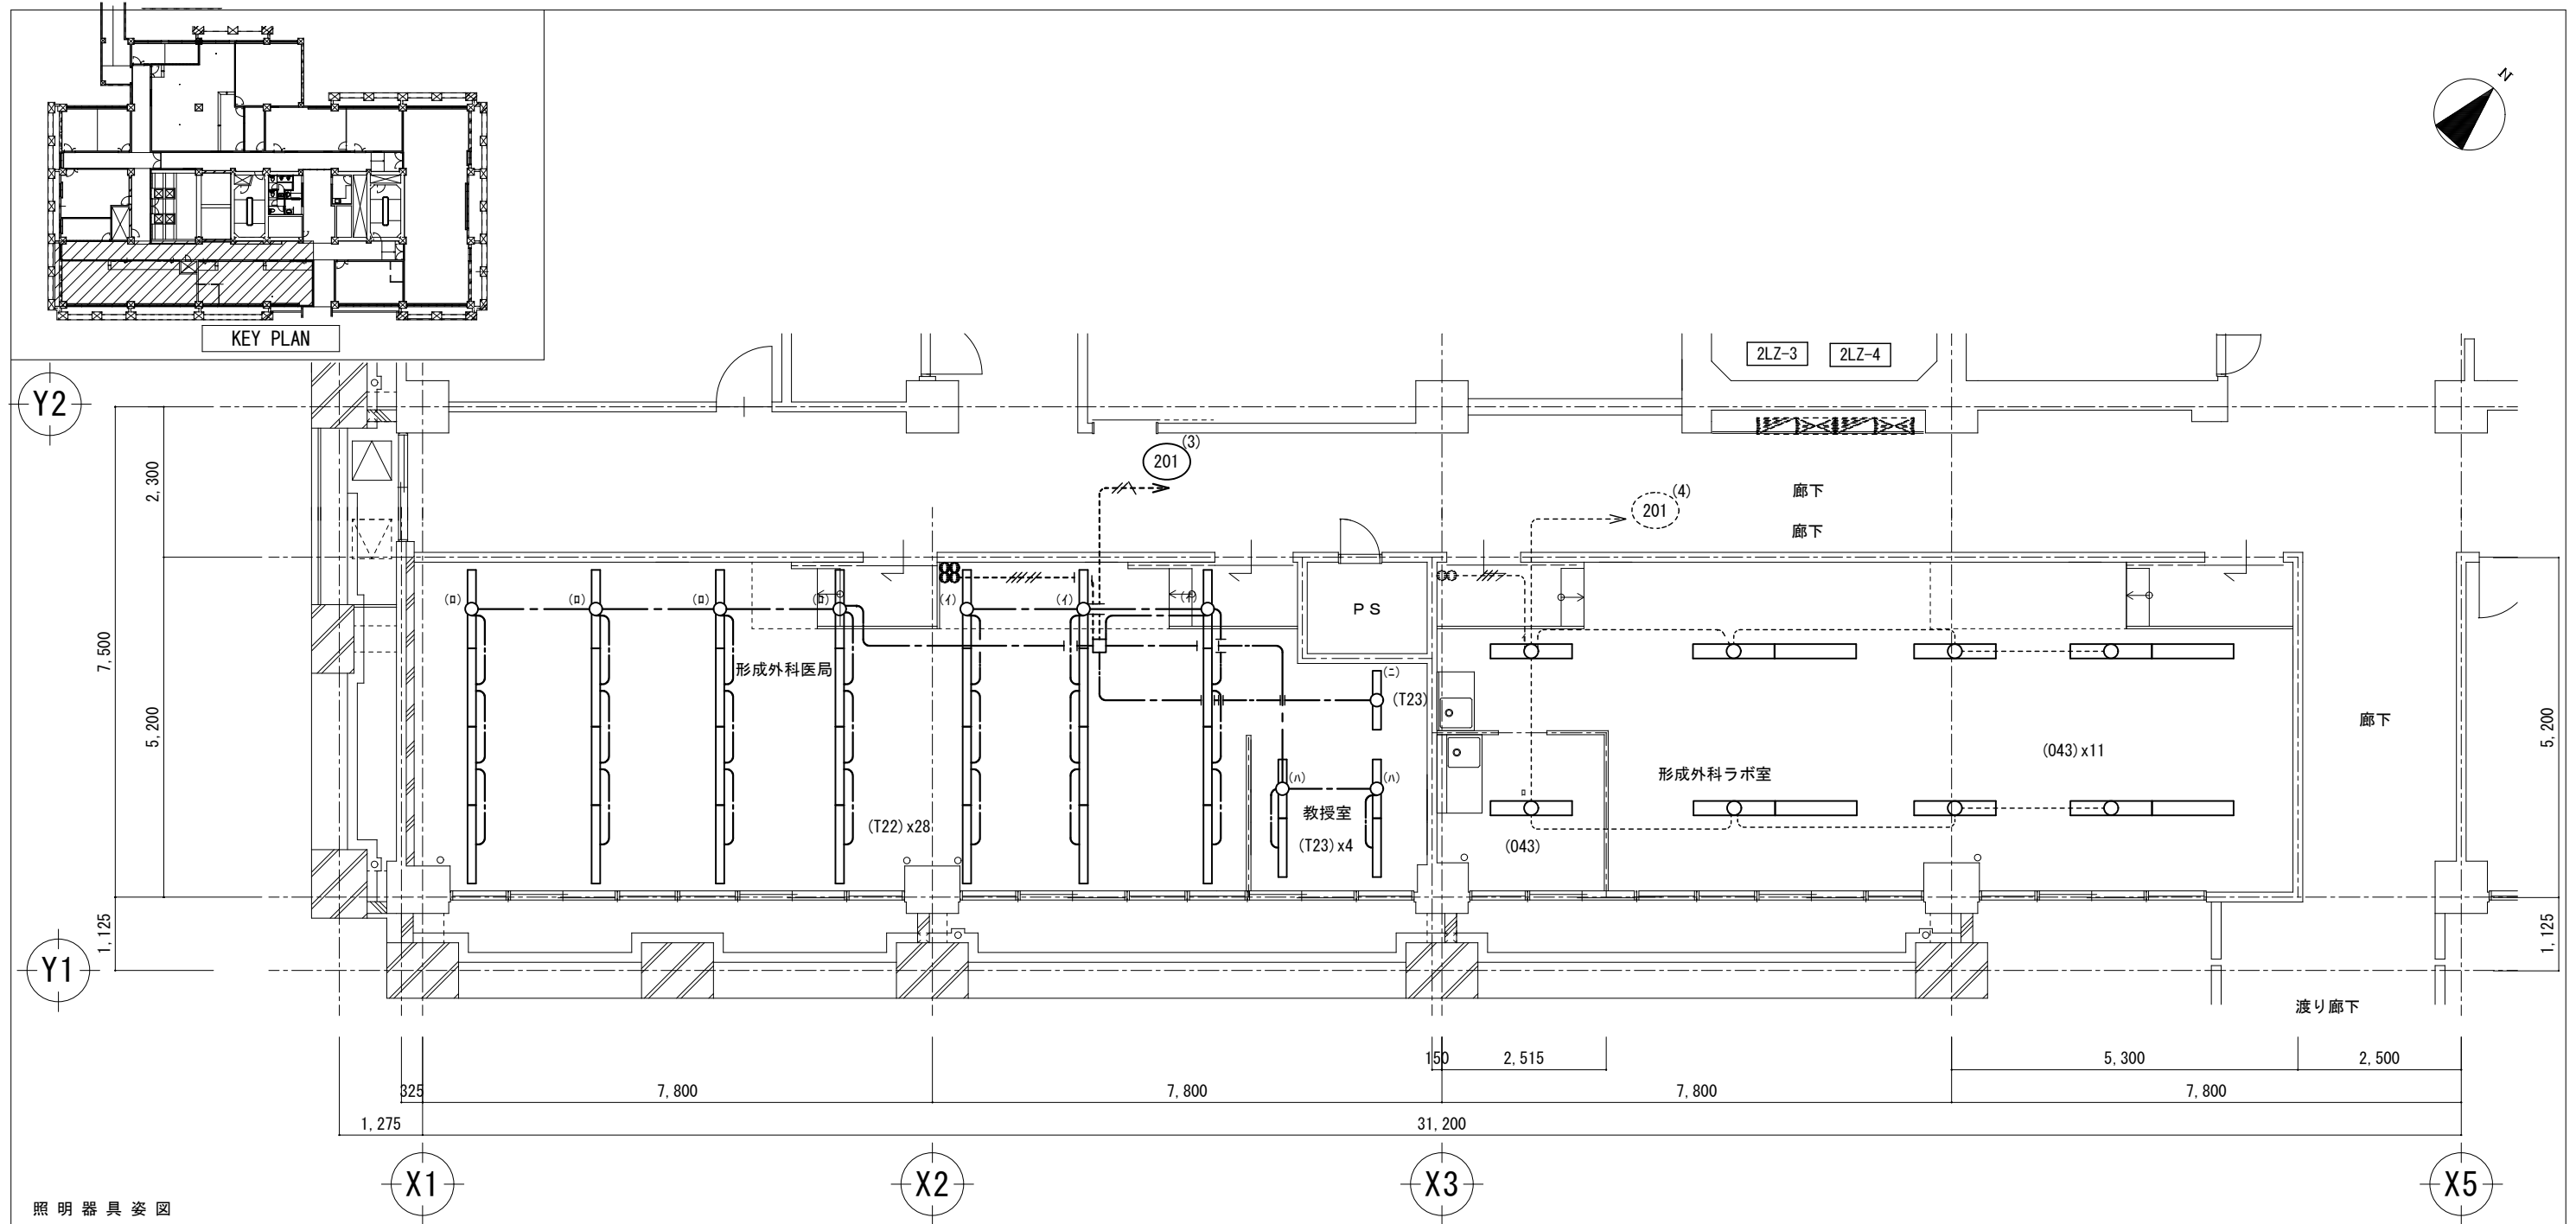 N
KEY PLAN
2LZ-3
2LZ-4
Y2
(3)
201
2,300
廊下
(4)
201
廊下
(ロ)
(ロ)
(ロ)
(ロ)
(イ)
(イ)
(イ)
PS
7,500
形成外科医局
(ニ)
(T23)
5,200
廊下
5,200
(043)x11
形成外科ラボ室
(ハ)
(ハ)
教授室
(T22)x28
(T23)x4
(043)
ロ
1,125
1,125
Y1
渡り廊下
150
2,515
5,300
2,500
325
7,800
7,800
7,800
7,800
1,275
31,200
X1
X2
X3
X5
照明器具姿図